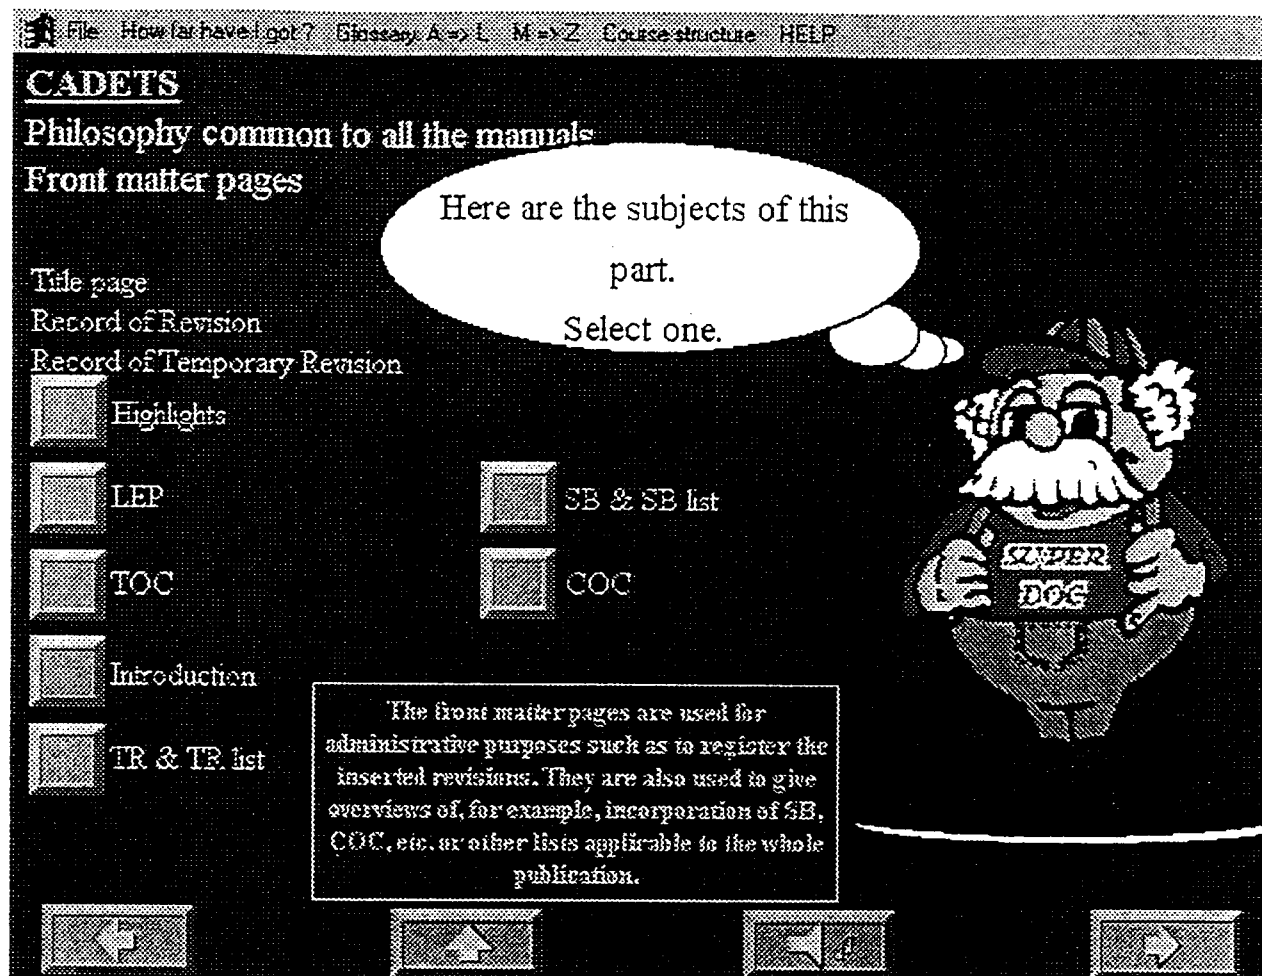 File How far have I got? Glossary: A => L M => Z Course structure HELP
CADETS
Philosophy common to all the manuals
Front matter pages
Here are the subjects of this
part.
Select one.
Title page
Record of Revision
Record of Temporary Revision
Highlights
LEP
SB & SB list
TOC
COC
Introduction
TR & TR list
SUPER
DOC
The front matter pages are used for
administrative purposes such as to register the
inserted revisions. They are also used to give
overviews of, for example, incorporation of SB,
COC, etc. or other lists applicable to the whole
publication.